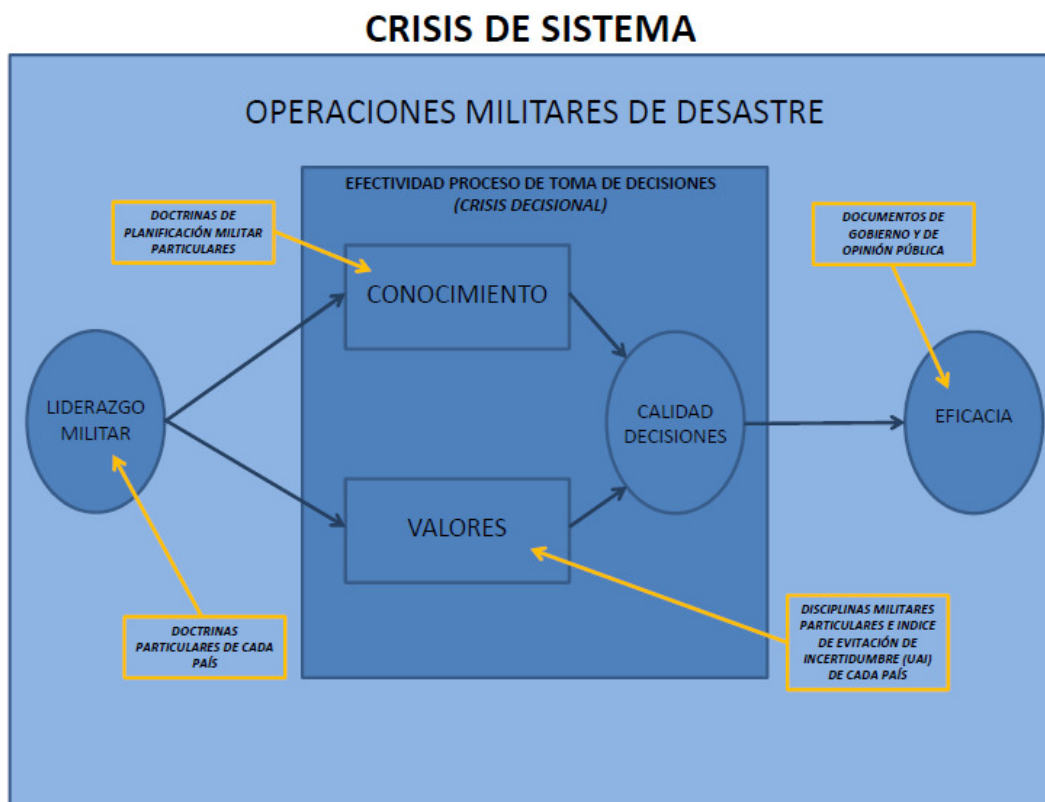 CRISIS DE SISTEMA
OPERACIONES MILITARES DE DESASTRE
EFECTIVIDAD PROCESO DE TOMA DE DECISIONES
(CRISIS DECISIONAL)
DOCTRINAS DE
PLANIFICACIÓN MILITAR
PARTICULARES
DOCUMENTOS DE
GOBIERNO Y DE
OPINIÓN PÚBLICA
CONOCIMIENTO
LIDERAZGO
MILITAR
CALIDAD
DECISIONES
EFICACIA
VALORES
DOCTRINAS
PARTICULARES DE CADA
PAÍS
DISCIPLINAS MILITARES
PARTICULARES E INDICE
DE EVITACIÓN DE
INCERTIDUMBRE (UAI)
DE CADA PAÍS